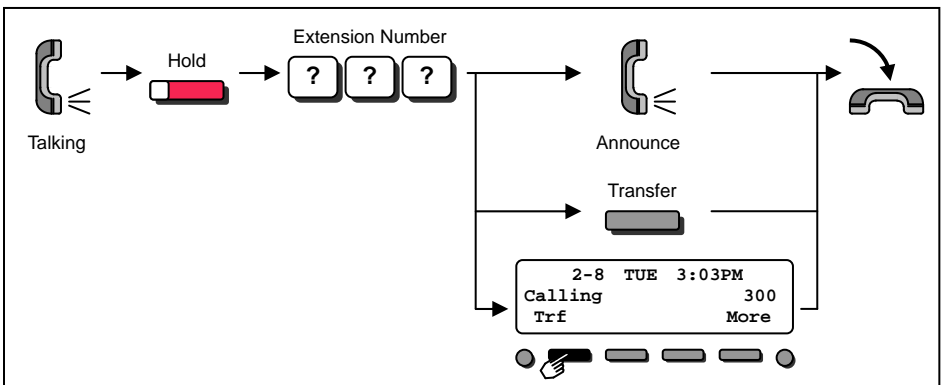 Extension Number
Hold
? ? ?
Talking
Announce
Transfer
2-8 TUE 3:03PM
Calling 300
Trf More